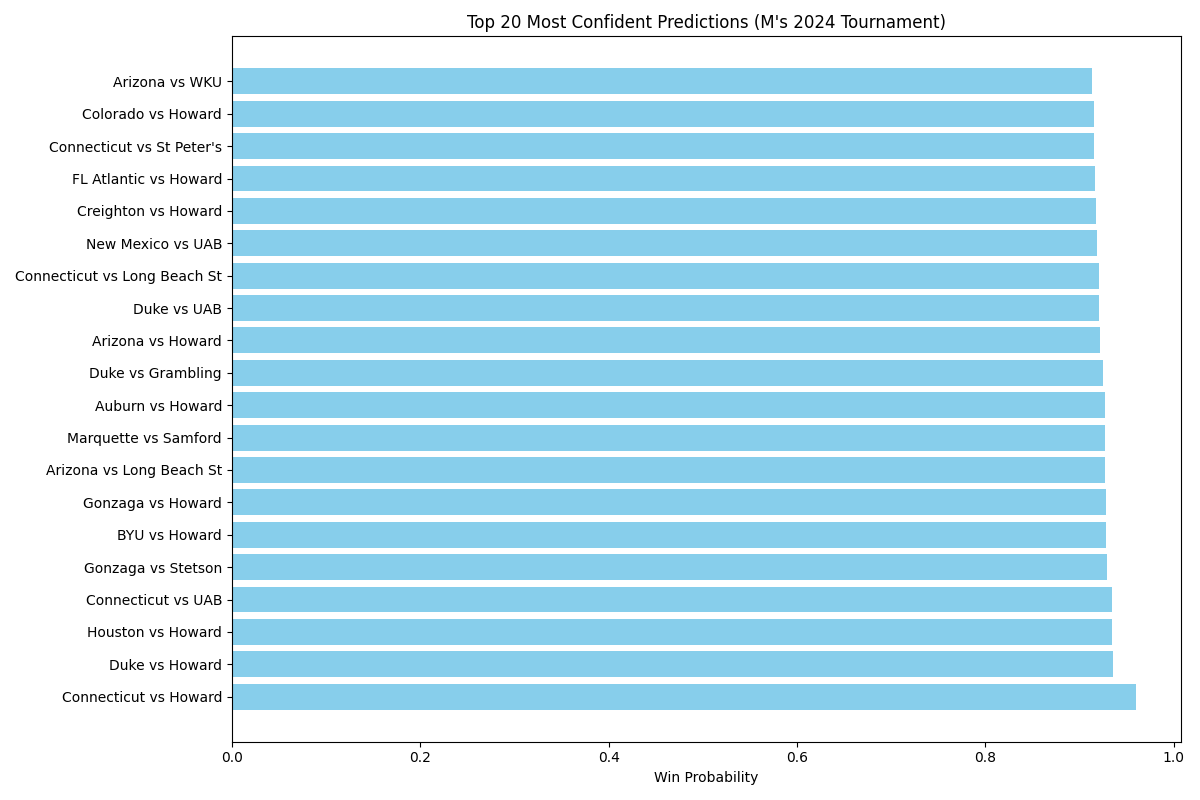 Top 20 Most Confident Predictions (M's 2024 Tournament)
Arizona vs WKU
Colorado vs Howard
Connecticut vs St Peter's
FL Atlantic vs Howard
Creighton vs Howard
New Mexico vs UAB
Connecticut vs Long Beach St
Duke vs UAB
Arizona vs Howard
Duke vs Grambling
Auburn vs Howard
Marquette vs Samford
Arizona vs Long Beach St
Gonzaga vs Howard
BYU vs Howard
Gonzaga vs Stetson
Connecticut vs UAB
Houston vs Howard
Duke vs Howard
Connecticut vs Howard
0.0 0.2 0.4 0.6 0.8 1.0
Win Probability